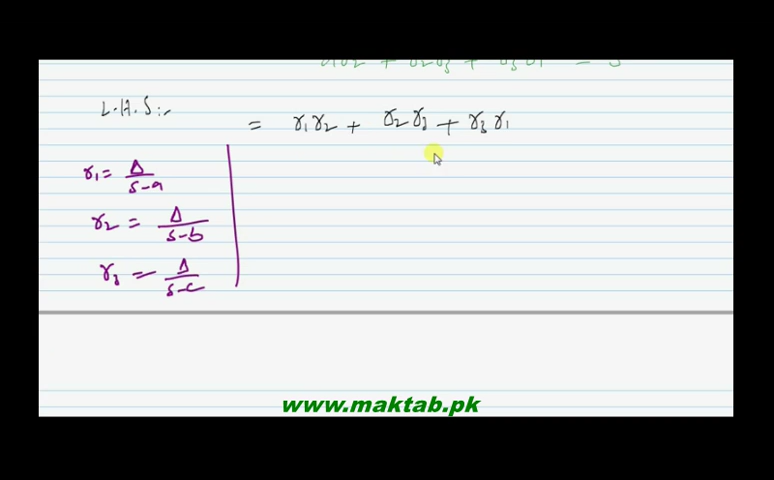 L.H.S:-
= r₁r₂ + r₂r₃ + r₃r₁
r₁ = Δ/(s-a)
r₂ = Δ/(s-b)
r₃ = Δ/(s-c)
www.maktab.pk